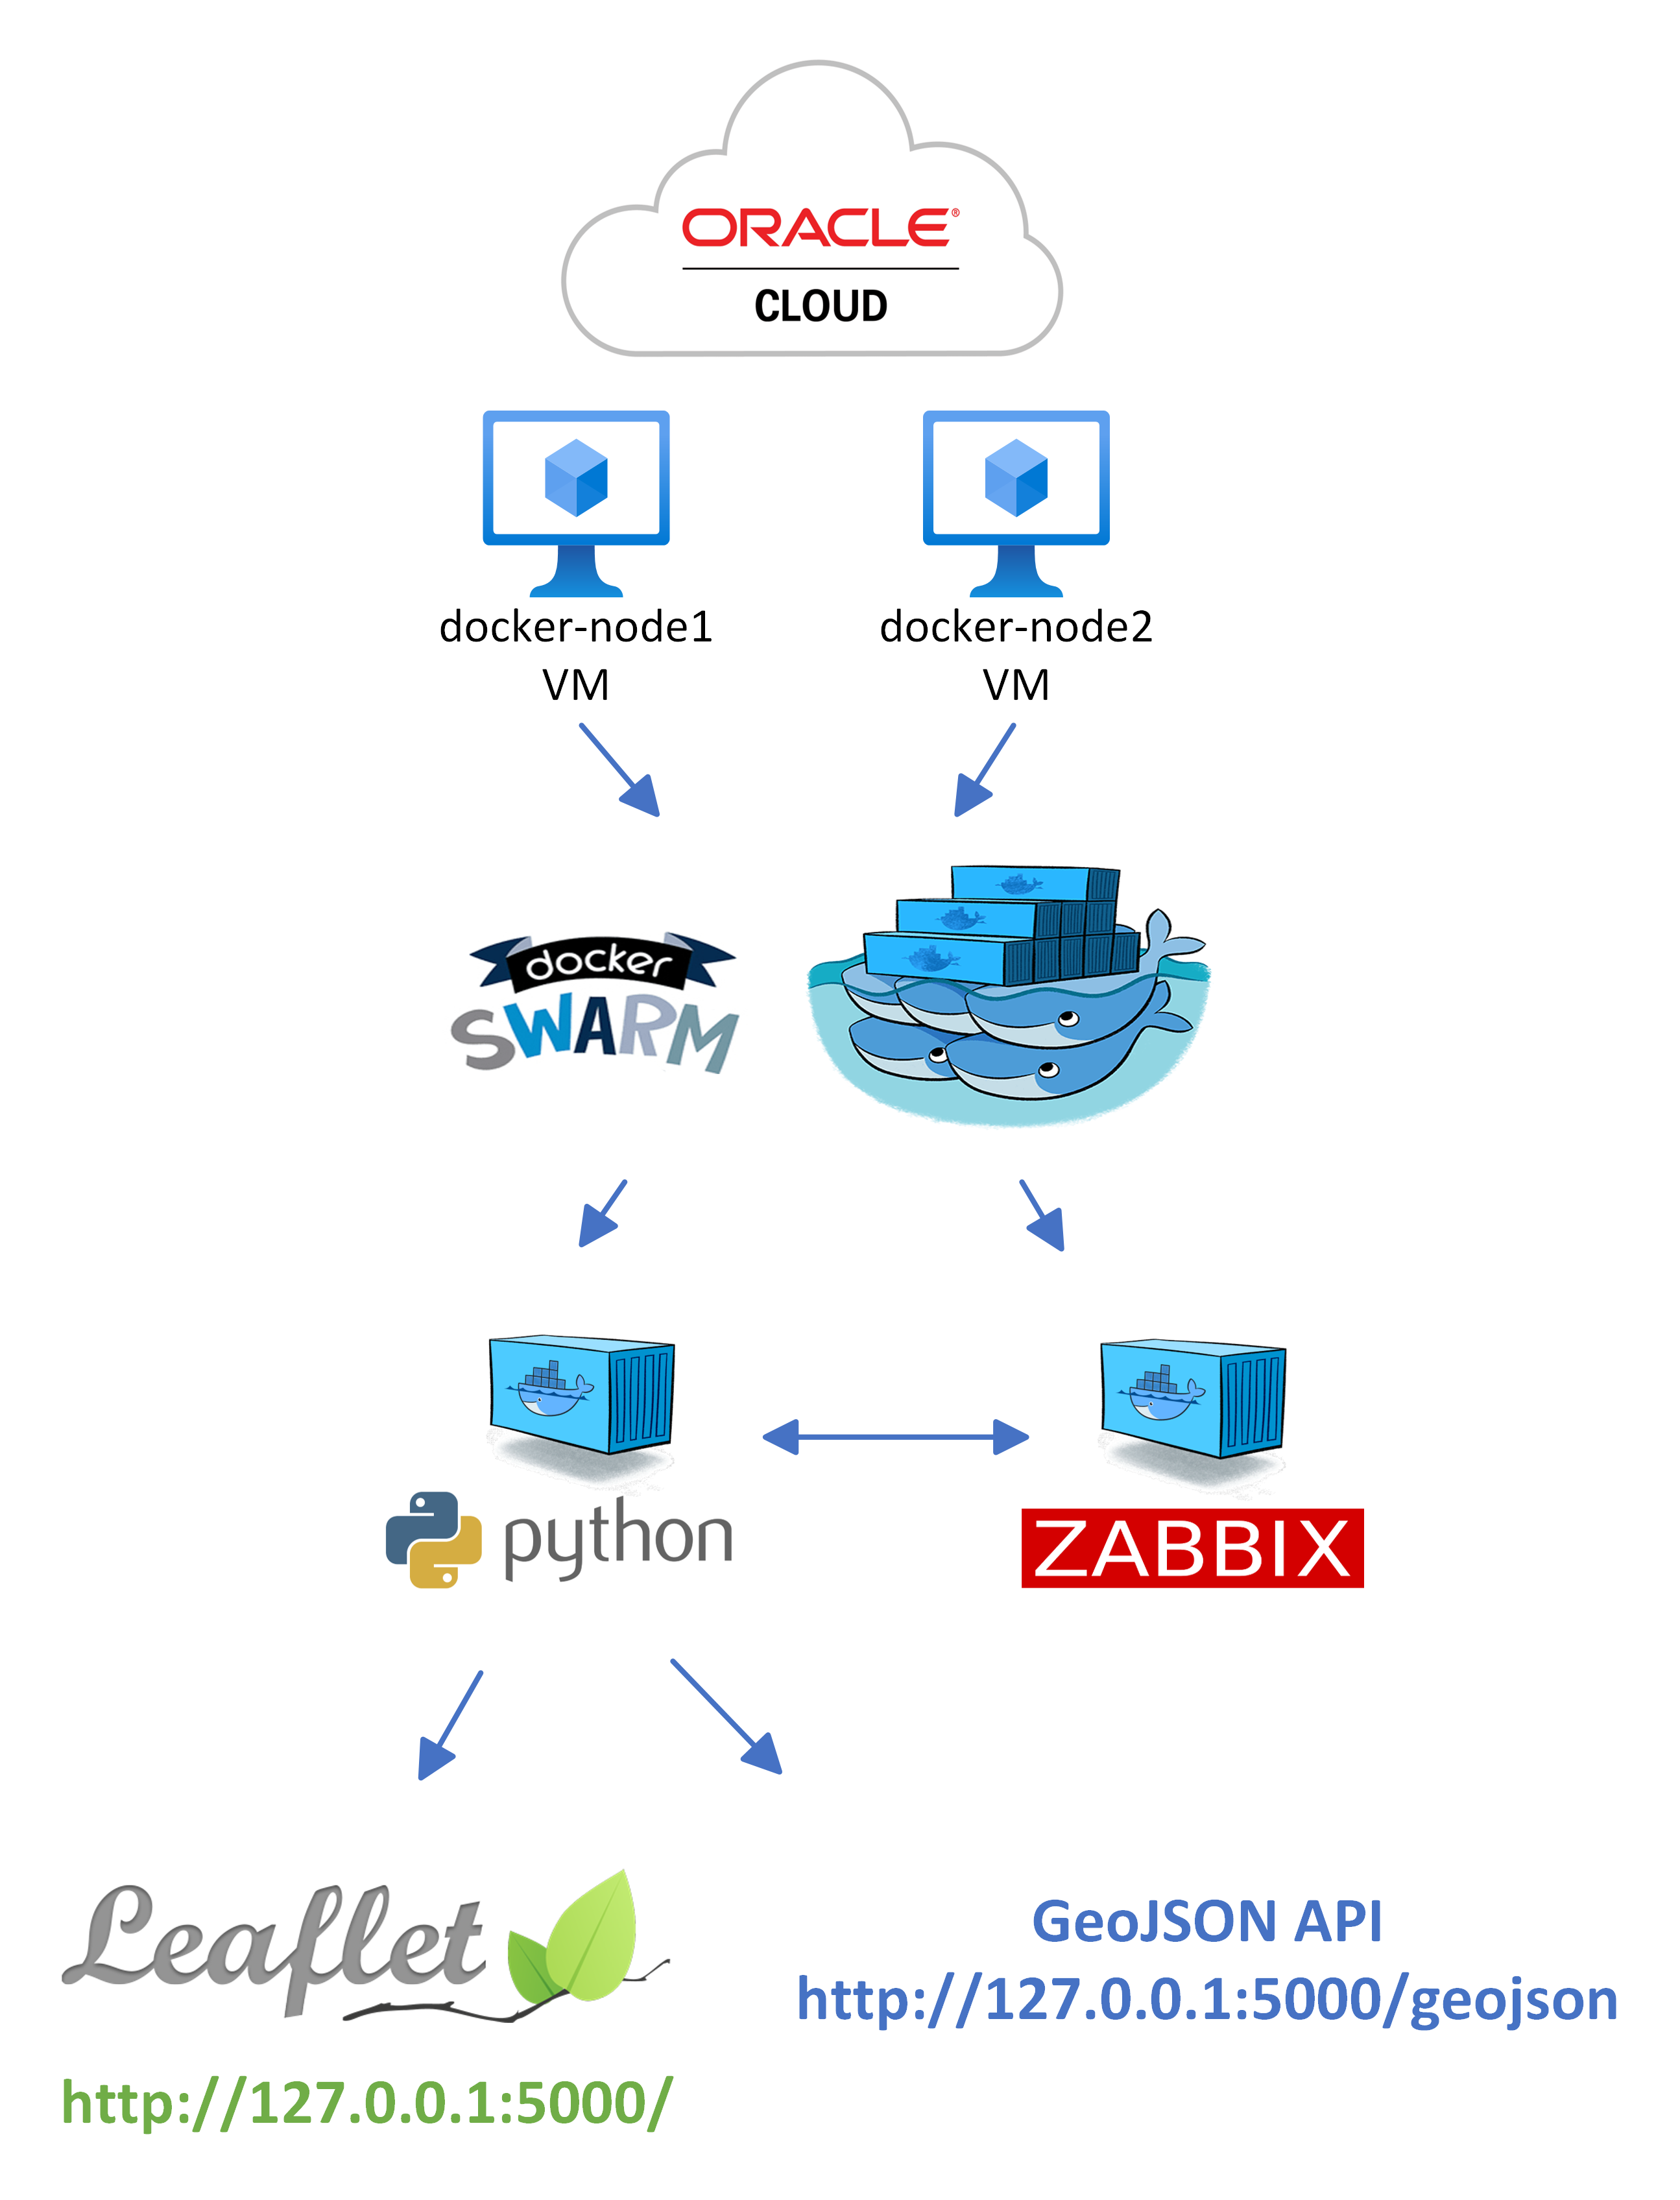 ORACLE®
CLOUD
docker-node1
VM
docker-node2
VM
docker
SWARM
python
ZABBIX
Leaflet
http://127.0.0.1:5000/
GeoJSON API
http://127.0.0.1:5000/geojson